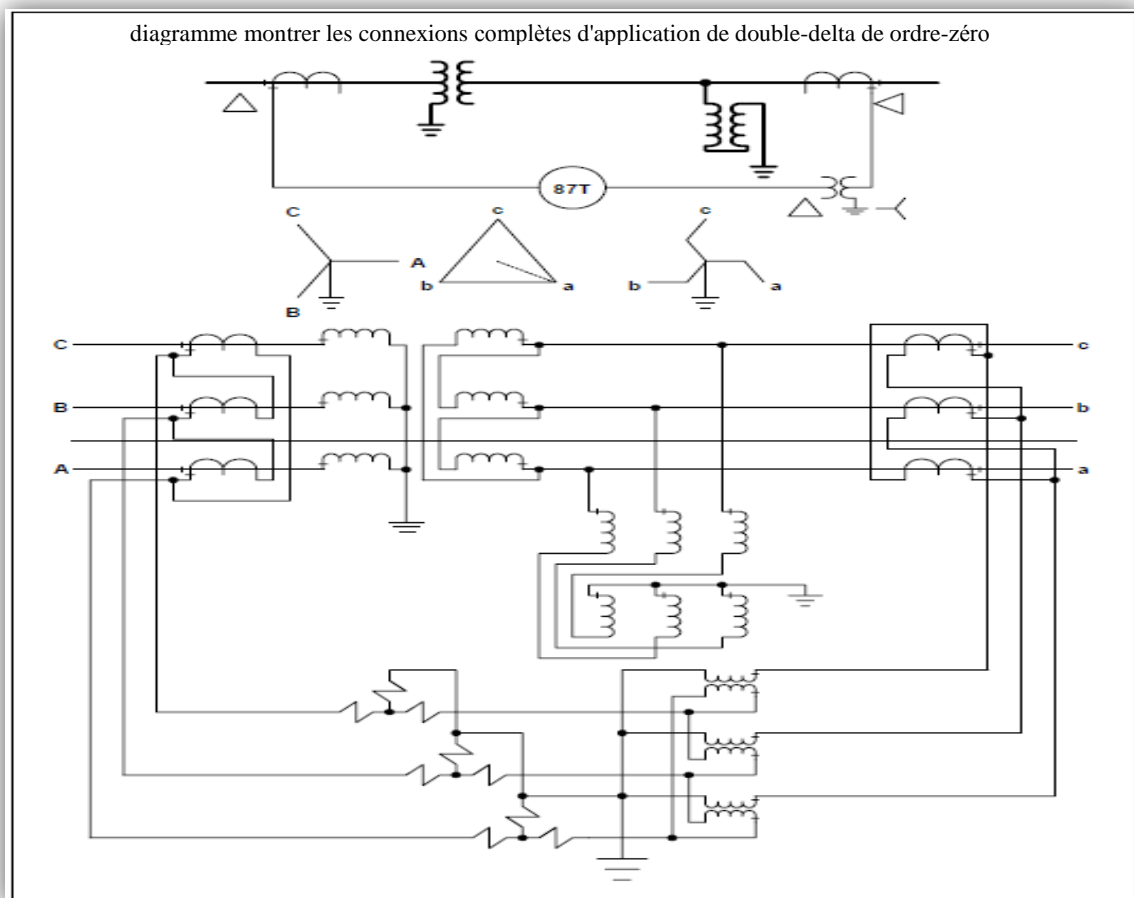 diagramme montrer les connexions complètes d'application de double-delta de ordre-zéro
87T
C
A
B
c
b
a
c
b
a
C
c
B
b
A
a